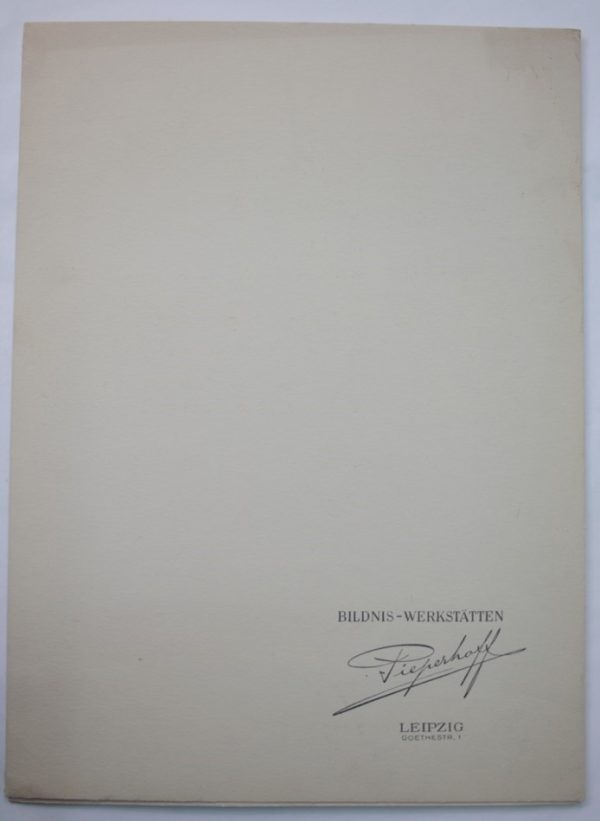 BILDNIS-WERKSTÄTTEN
Pieperhoff
LEIPZIG
GOETHESTR. 1